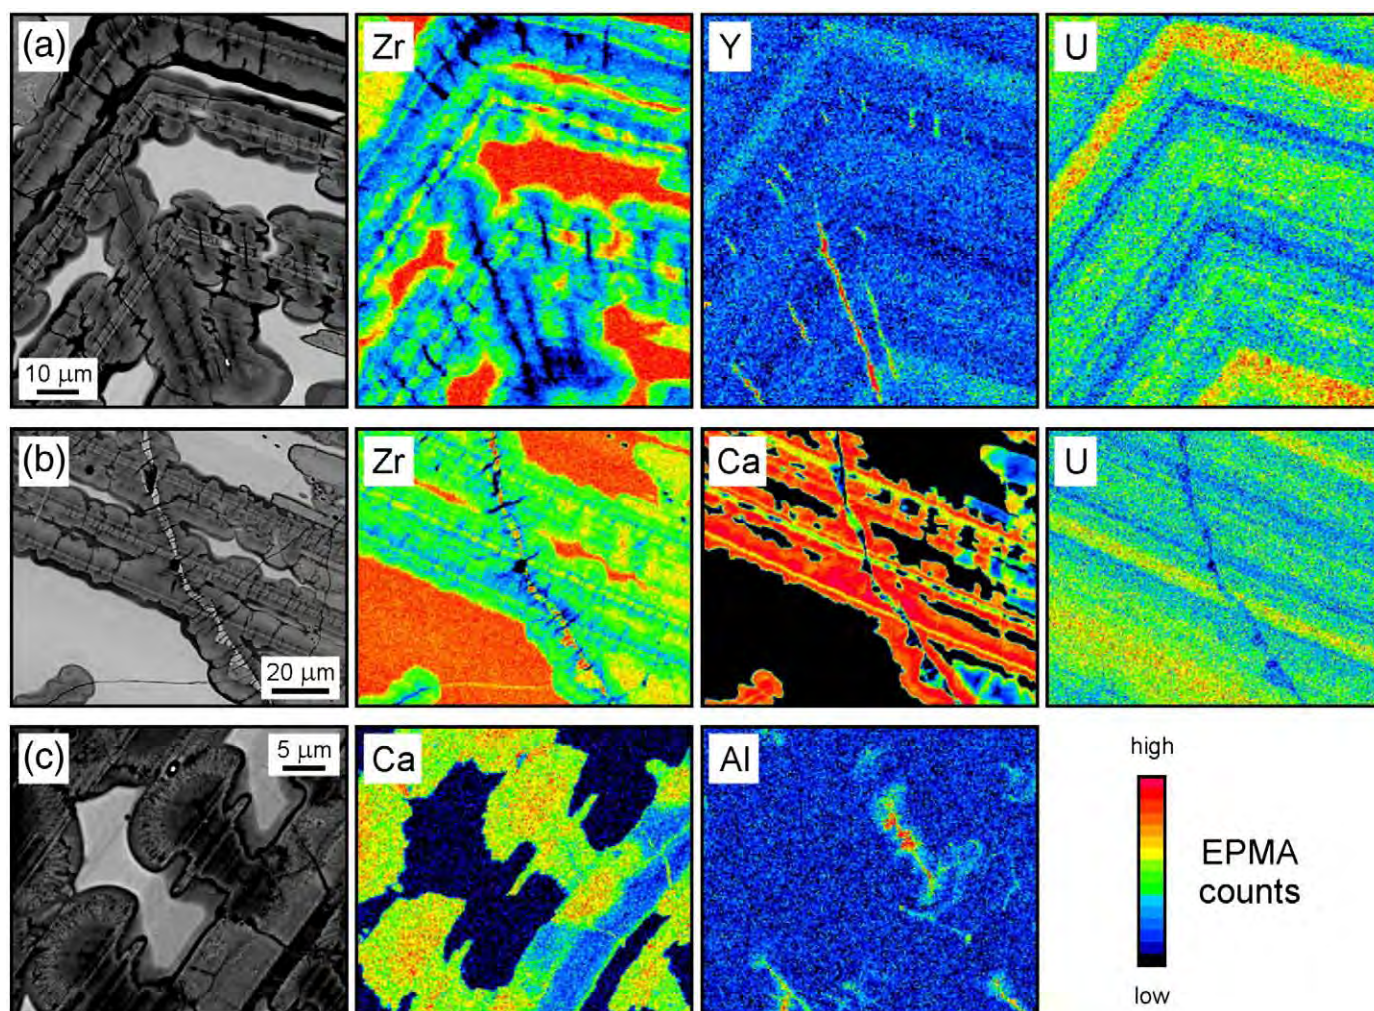 (a)
Zr
Y
U
10 μm
(b)
Zr
Ca
U
20 μm
(c)
5 μm
Ca
Al
high
EPMA
counts
low